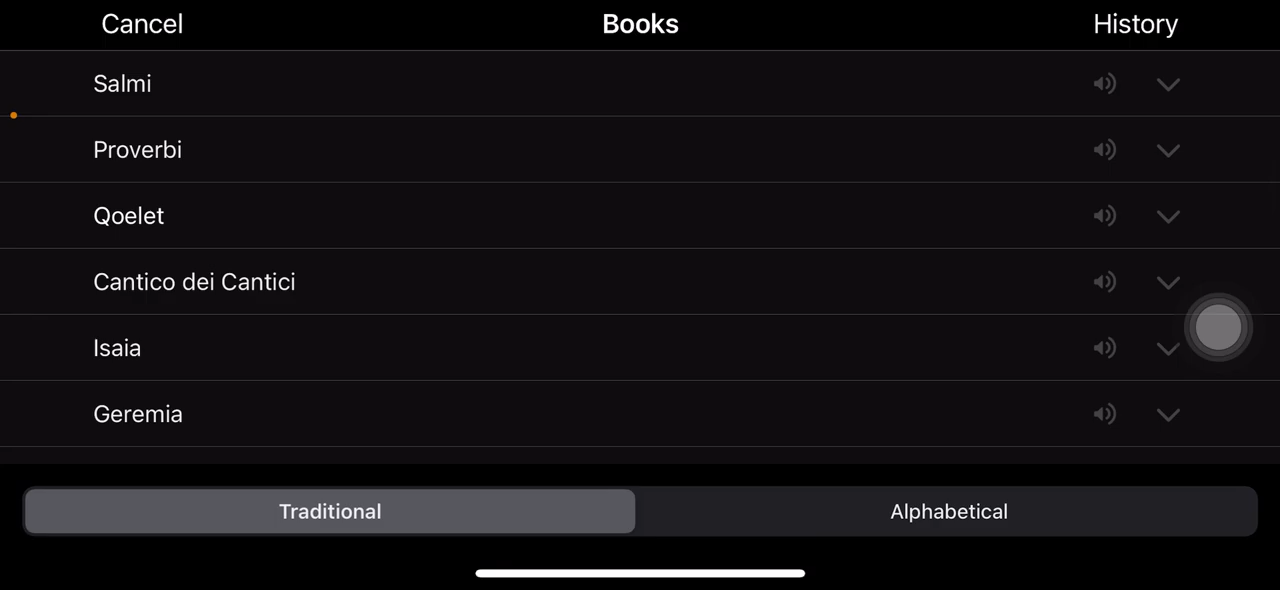 Cancel Books History
Salmi
Proverbi
Qoelet
Cantico dei Cantici
Isaia
Geremia
Traditional Alphabetical